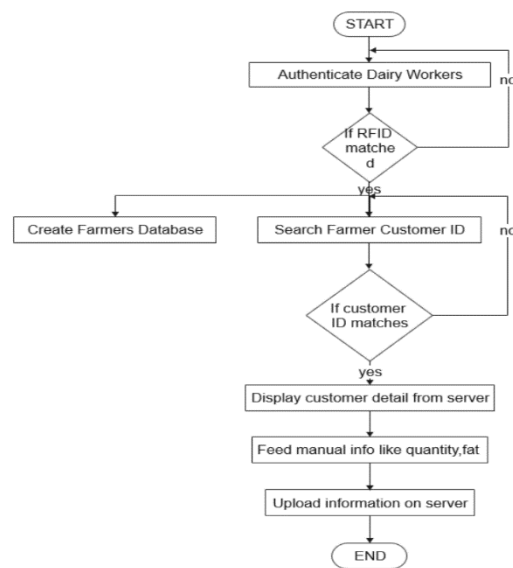 START
Authenticate Dairy Workers
no
If RFID
matche
d
yes
Create Farmers Database
Search Farmer Customer ID
no
If customer
ID matches
yes
Display customer detail from server
Feed manual info like quantity,fat
Upload information on server
END